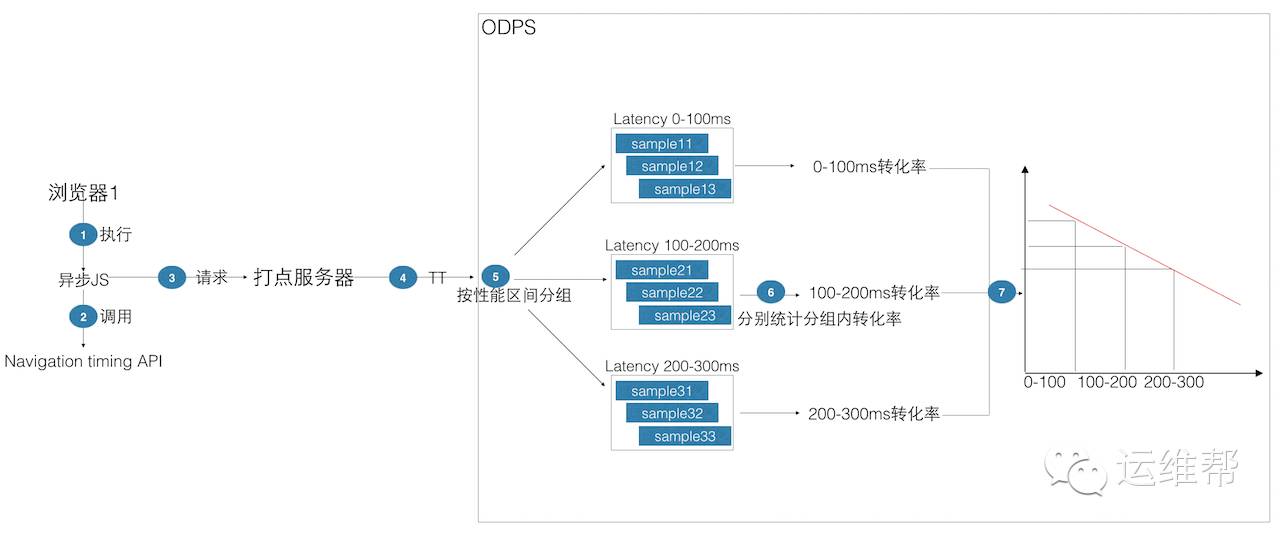 ODPS
浏览器1
1 执行
异步JS
2 调用
Navigation timing API
3 请求
打点服务器
4 TT
5
按性能区间分组
Latency 0-100ms
sample11
sample12
sample13
0-100ms转化率
Latency 100-200ms
sample21
sample22
sample23
6
分别统计分组内转化率
100-200ms转化率
Latency 200-300ms
sample31
sample32
sample33
200-300ms转化率
7
0-100 100-200 200-300
运维帮